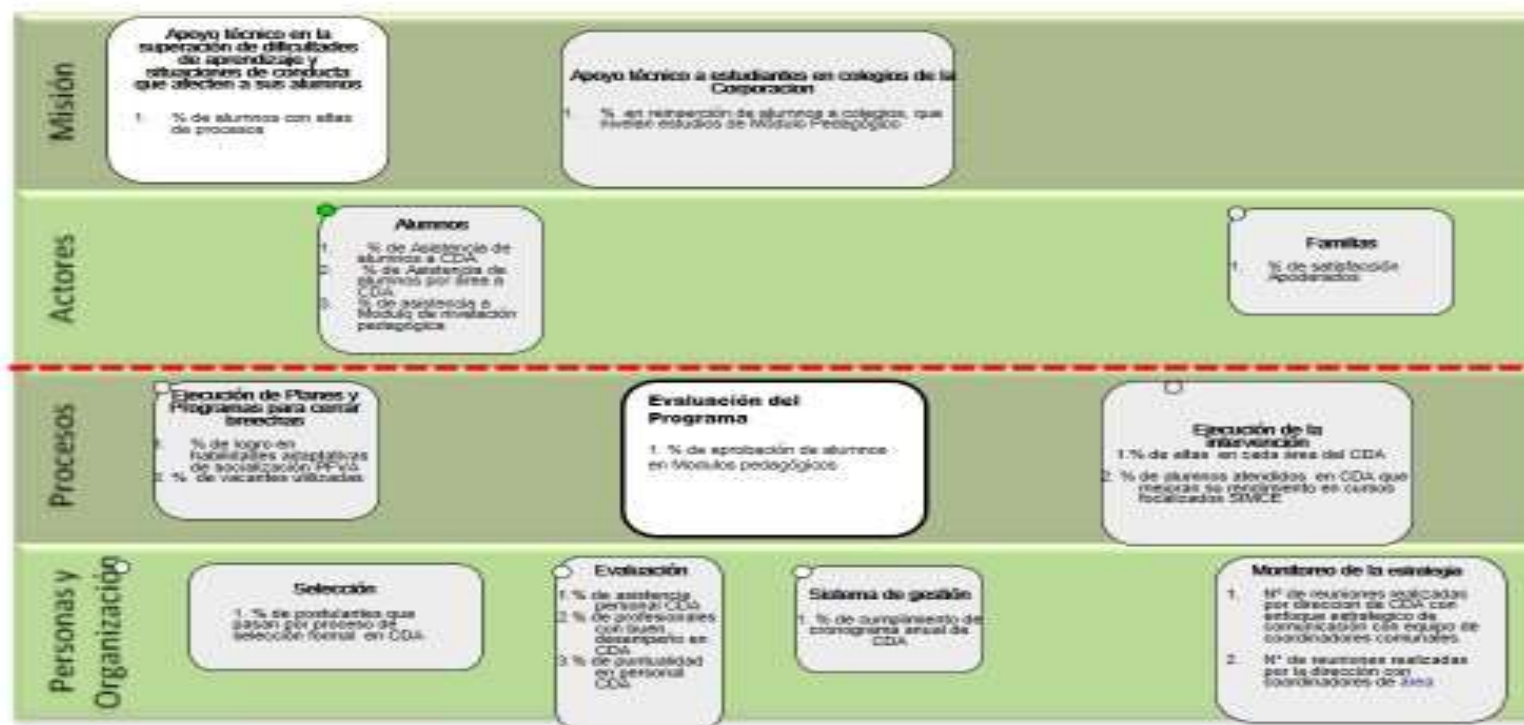 Misión
Apoyo técnico en la
superación de dificultades
de aprendizaje y
situaciones de conducta
que afecten a sus alumnos
1. % de alumnos con altas
de procesos
Apoyo técnico a estudiantes en colegios de la
Corporacion
1. % en reinserción de alumnos a colegios, que
nivelan estudios de Módulo Pedagógico
Actores
Alumnos
1. % de Asistencia de
alumnos a CDA
2. % de Asistencia de
alumnos por área a
CDA
3. % de asistencia a
Modulo de nivelación
pedagógica
Familias
1. % de satisfacción
Apoderados
Procesos
Ejecución de Planes y
Programas para cerrar
breechas
1. % de logro en
habilidades adaptativas
de socialización PFVA
2. % de vacantes utilizadas
Evaluación del
Programa
1. % de aprobación de alumnos
en Modulos pedagógicos
Ejecución de la
intervención
1.% de altas en cada área del CDA
2. % de alumnos atendidos en CDA que
mejoran su rendimiento en cursos
focalizados SIMCE
Personas y
Organización
Selección
1. % de postulantes que
pasan por proceso de
selección formal en CDA
Evaluación
1.% de asistencia
personal CDA
2.% de profesionales
con buen
desempeño en
CDA
3.% de puntualidad
en personal
CDA
Sistema de gestión
1. % de cumplimiento de
cronograma anual de
CDA
Monitoreo de la estrategia
1. N° de reuniones realizadas
por direccion de CDA con
enfoque estrategico de
comunicación con equipo de
coordinadores comunales.
2. N° de reuniones realizadas
por la dirección con
coordinadores de área